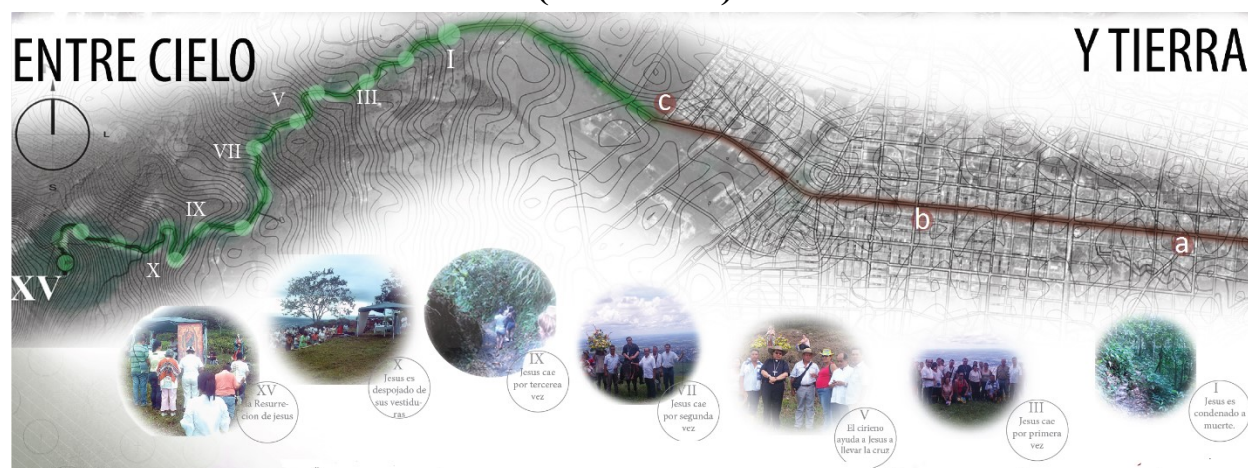 ENTRE CIELO
Y TIERRA
L
S
I
III
V
VII
IX
X
XV
c
b
a
XV
la Resurre-
cion de jesus
X
Jesus es
despojado de
sus vestidu-
ras
IX
Jesus cae
por tercerea
vez
VII
Jesus cae
por segunda
vez
V
El cirieno
ayuda a Jesus a
llevar la cruz
III
Jesus cae
por primera
vez
I
Jesus es
condenado a
muerte.